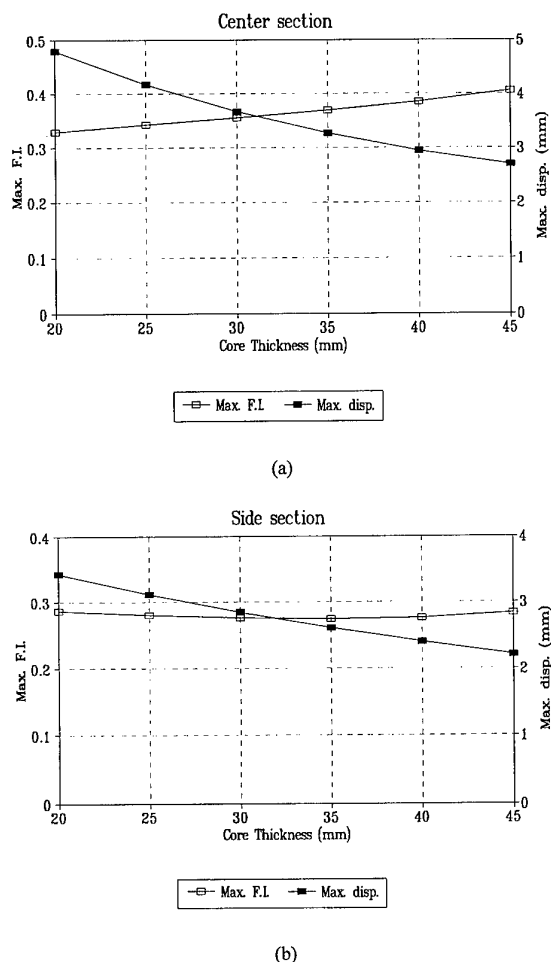 Center section
0.5
0.4
0.3
0.2
0.1
0
Max. F.I.
5
4
3
2
1
0
Max. disp. (mm)
20 25 30 35 40 45
Core Thickness (mm)
Max. F.I. Max. disp.
(a)
Side section
0.4
0.3
0.2
0.1
0
Max. F.I.
4
3
2
1
0
Max. disp. (mm)
20 25 30 35 40 45
Core Thickness (mm)
Max. F.I. Max. disp.
(b)